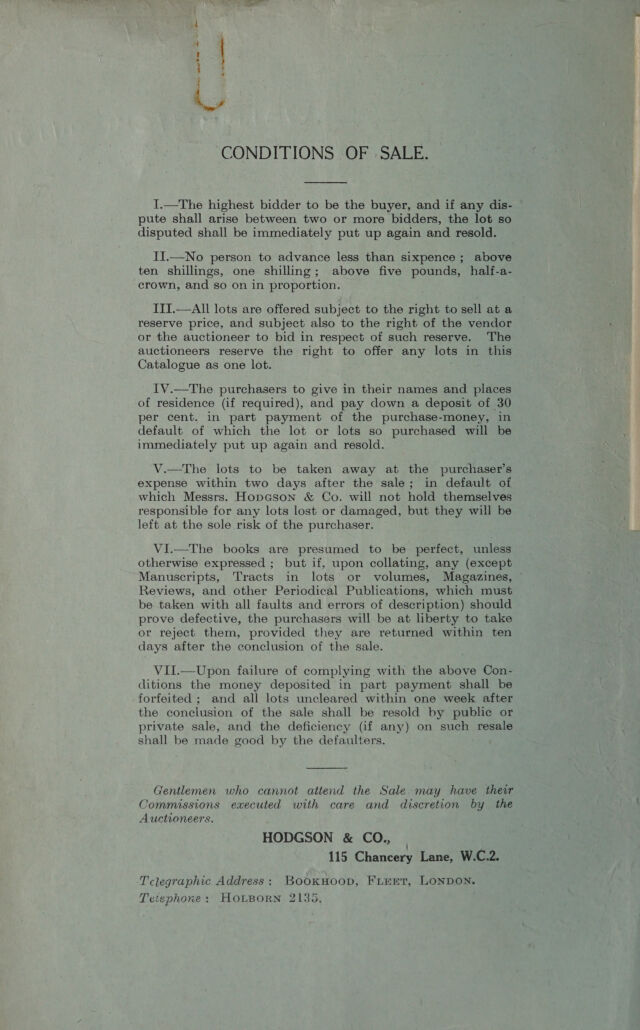 CONDITIONS OF SALE.
I.—The highest bidder to be the buyer, and if any dis-
pute shall arise between two or more bidders, the lot so
disputed shall be immediately put up again and resold.
II.—No person to advance less than sixpence ; above
ten shillings, one shilling ; above five pounds, half-a-
crown, and so on in proportion.
III.—All lots are offered subject to the right to sell at a
reserve price, and subject also to the right of the vendor
or the auctioneer to bid in respect of such reserve. The
auctioneers reserve the right to offer any lots in this
Catalogue as one lot.
IV.—The purchasers to give in their names and places
of residence (if required), and pay down a deposit of 30
per cent. in part payment of the purchase-money, in
default of which the lot or lots so purchased will be
immediately put up again and resold.
V.—The lots to be taken away at the purchaser's
expense within two days after the sale ; in default of
which Messrs. HODGSON & Co. will not hold themselves
responsible for any lots lost or damaged, but they will be
left at the sole risk of the purchaser.
VI.—The books are presumed to be perfect, unless
otherwise expressed ; but if, upon collating, any (except
Manuscripts, Tracts in lots or volumes, Magazines,
Reviews, and other Periodical Publications, which must
be taken with all faults and errors of description) should
prove defective, the purchasers will be at liberty to take
or reject them, provided they are returned within ten
days after the conclusion of the sale.
VII.—Upon failure of complying with the above Con-
ditions the money deposited in part payment shall be
forfeited ; and all lots uncleared within one week after
the conclusion of the sale shall be resold by public or
private sale, and the deficiency (if any) on such resale
shall be made good by the defaulters.
Gentlemen who cannot attend the Sale may have their
Commissions executed with care and discretion by the
Auctioneers.
HODGSON & CO.,
115 Chancery Lane, W.C.2.
Telegraphic Address : BOOKHOOD, FLEET, LONDON.
Telephone : HOLBORN 2135.